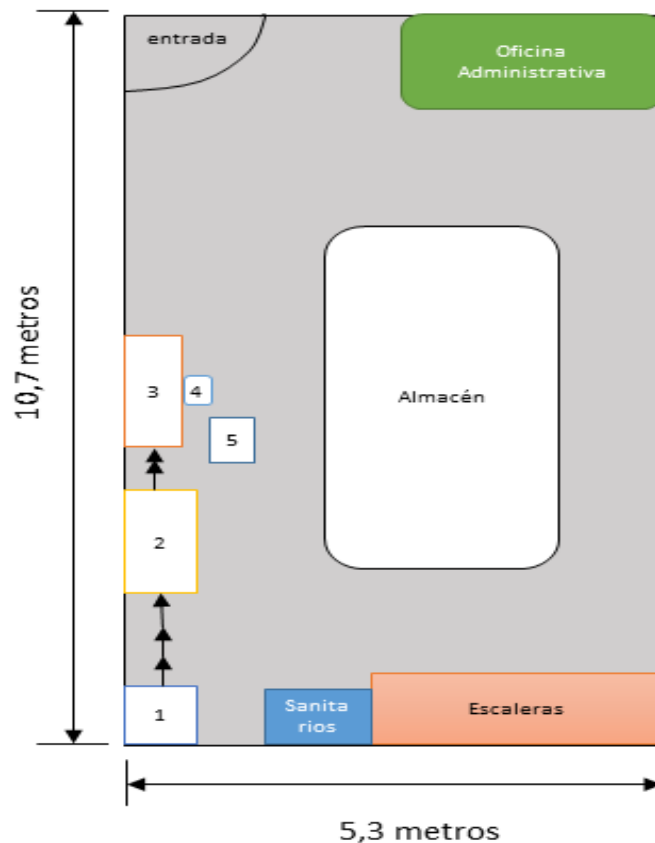 entrada
Oficina
Administrativa
10,7 metros
3
4
Almacén
5
2
1
Sanita
rios
Escaleras
5,3 metros